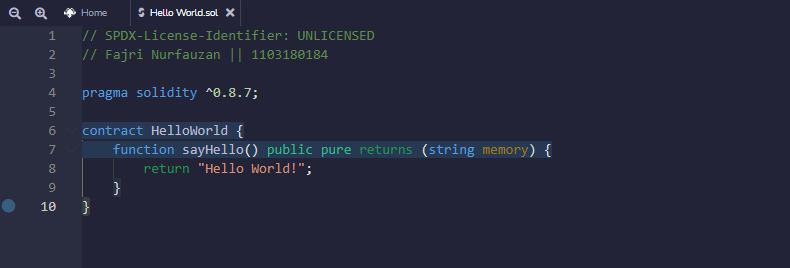 Home
Hello World.sol
1 // SPDX-License-Identifier: UNLICENSED
2 // Fajri Nurfauzan || 1103180184
3
4 pragma solidity ^0.8.7;
5
6 contract HelloWorld {
7     function sayHello() public pure returns (string memory) {
8         return "Hello World!";
9     }
10 }